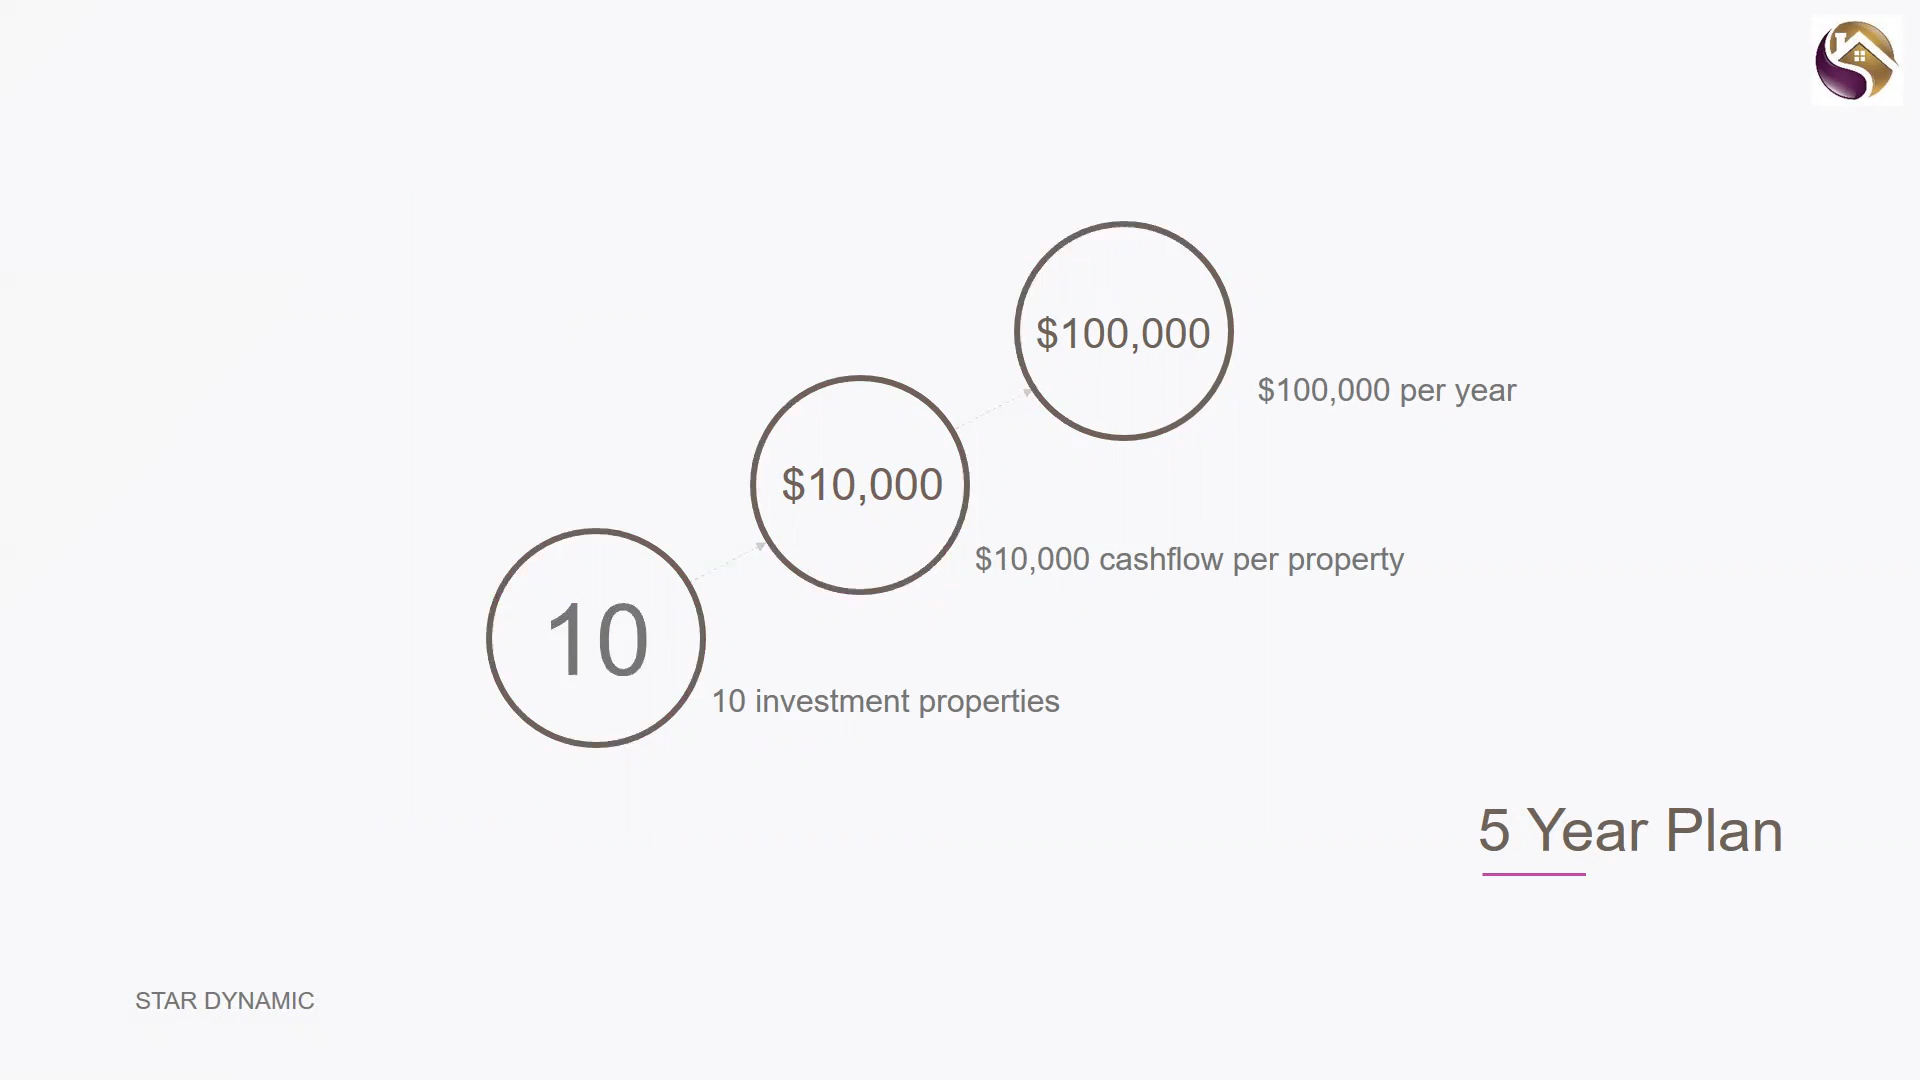 $100,000
$100,000 per year
$10,000
$10,000 cashflow per property
10
10 investment properties
5 Year Plan
STAR DYNAMIC